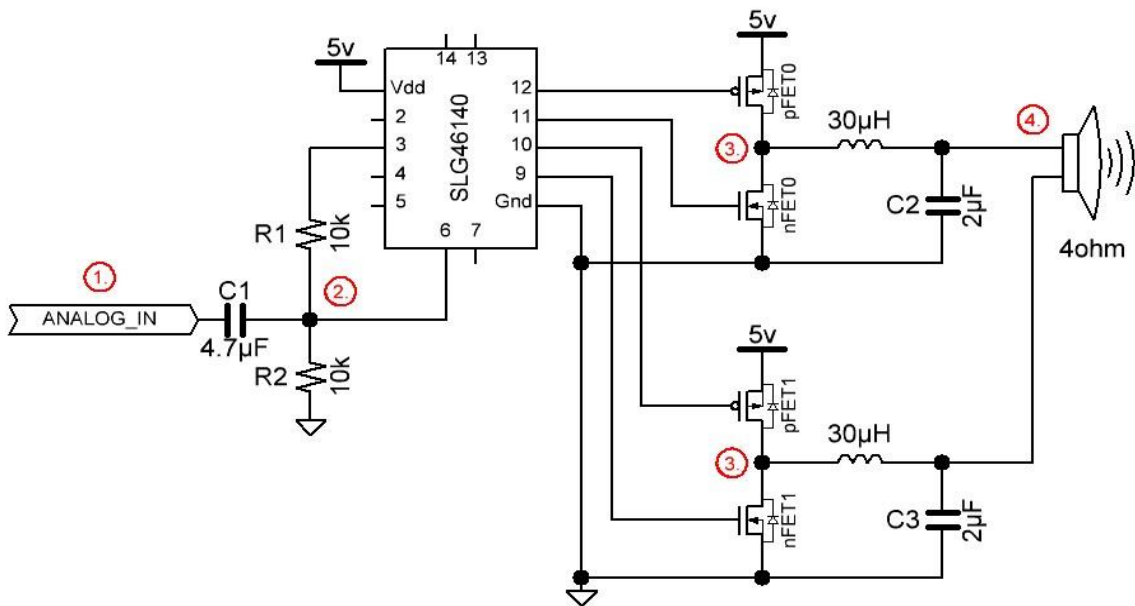 5v
14
13
Vdd
2
3
4
5
6
7
SLG46140
12
11
10
9
Gnd
R1
10k
1.
ANALOG_IN
C1
4.7µF
2.
R2
10k
5v
pFET0
3.
nFET0
30µH
C2
2µF
4.
4ohm
5v
pFET1
3.
nFET1
30µH
C3
2µF